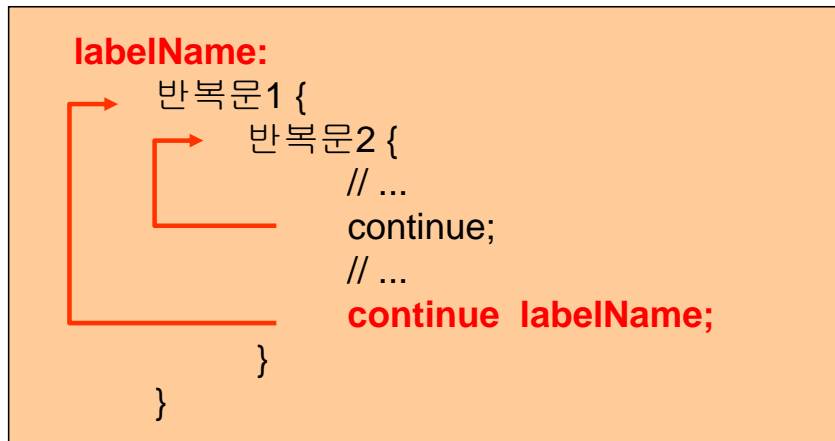 labelName:
반복문1 {
반복문2 {
// ...
continue;
// ...
continue labelName;
}
}